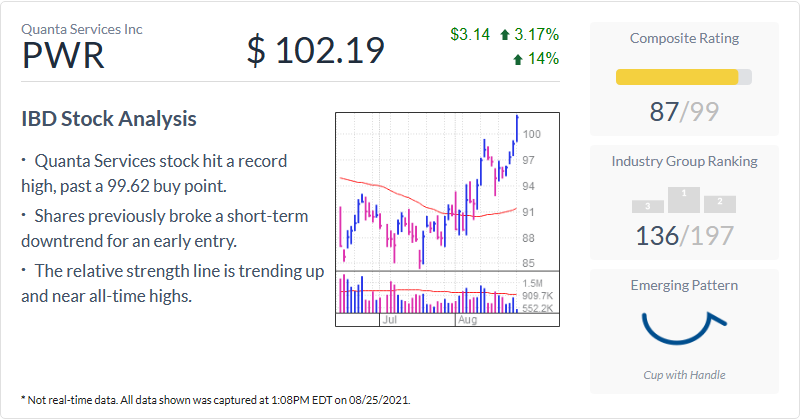 Quanta Services Inc
PWR
$ 102.19
$3.14 3.17%
14%
IBD Stock Analysis
· Quanta Services stock hit a record
high, past a 99.62 buy point.
· Shares previously broke a short-term
downtrend for an early entry.
· The relative strength line is trending up
and near all-time highs.
100
97
94
91
88
85
1.5M
909.7K
552.2K
Jul
Aug
Composite Rating
87/99
Industry Group Ranking
3
1
2
136/197
Emerging Pattern
Cup with Handle
* Not real-time data. All data shown was captured at 1:08PM EDT on 08/25/2021.